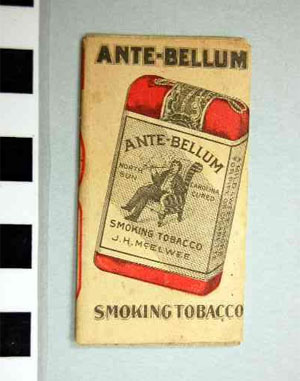 ANTE-BELLUM
ANTE-BELLUM
NORTH CAROLINA
SUN CURED
SMOKING TOBACCO
J. H. McELWEE
SMOKING TOBACCO